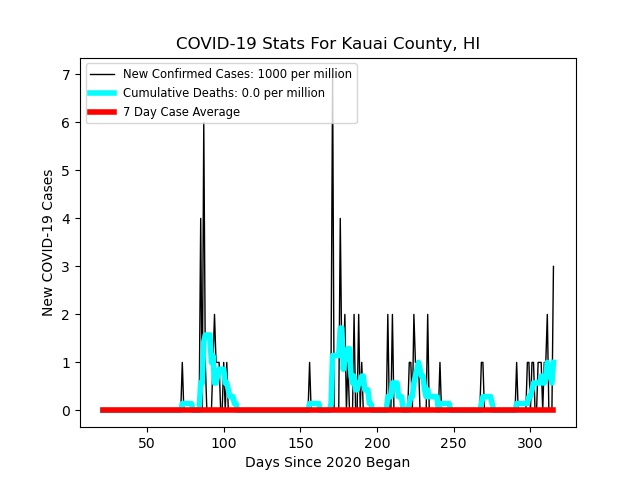 COVID-19 Stats For Kauai County, HI
New Confirmed Cases: 1000 per million
Cumulative Deaths: 0.0 per million
7 Day Case Average
New COVID-19 Cases
7
6
5
4
3
2
1
0
50 100 150 200 250 300
Days Since 2020 Began